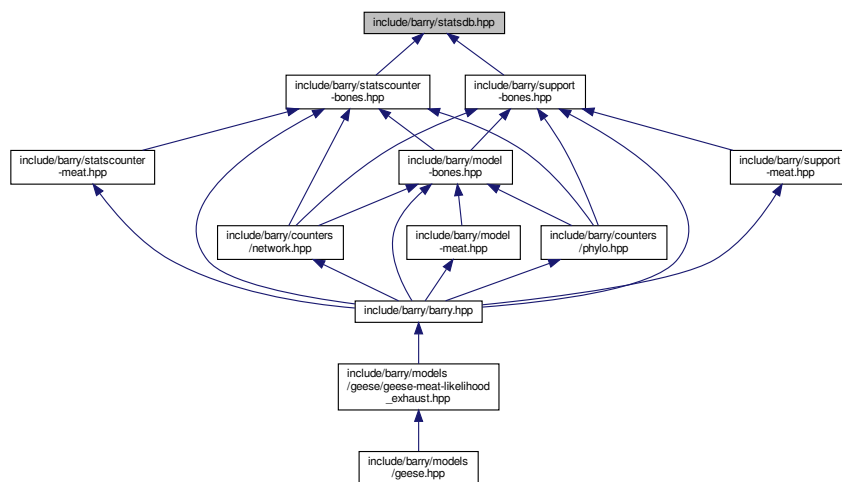 include/barry/statsdb.hpp
include/barry/statscounter
-bones.hpp
include/barry/support
-bones.hpp
include/barry/statscounter
-meat.hpp
include/barry/model
-bones.hpp
include/barry/support
-meat.hpp
include/barry/counters
/network.hpp
include/barry/model
-meat.hpp
include/barry/counters
/phylo.hpp
include/barry/barry.hpp
include/barry/models
/geese/geese-meat-likelihood
_exhaust.hpp
include/barry/models
/geese.hpp